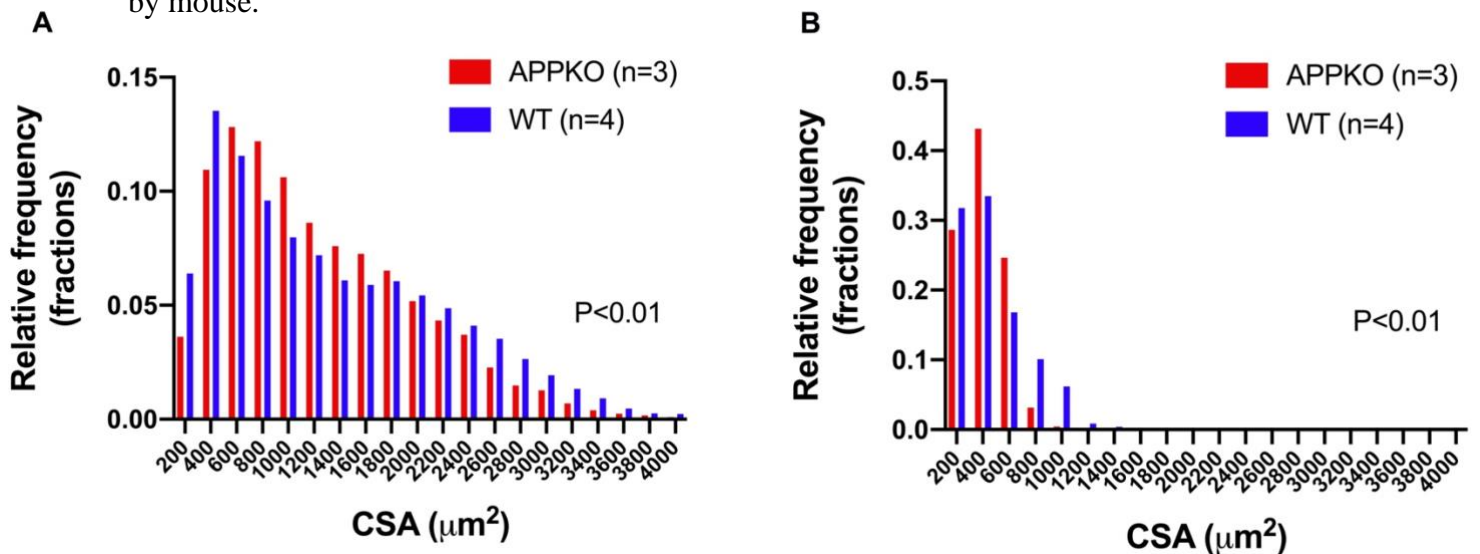 by mouse.
A
0.15
0.10
0.05
0.00
Relative frequency
(fractions)
APPKO (n=3)
WT (n=4)
P<0.01
200 400 600 800 1000 1200 1400 1600 1800 2000 2200 2400 2600 2800 3000 3200 3400 3600 3800 4000
CSA (μm²)
B
0.5
0.4
0.3
0.2
0.1
0.0
Relative frequency
(fractions)
APPKO (n=3)
WT (n=4)
P<0.01
200 400 600 800 1000 1200 1400 1600 1800 2000 2200 2400 2600 2800 3000 3200 3400 3600 3800 4000
CSA (μm²)